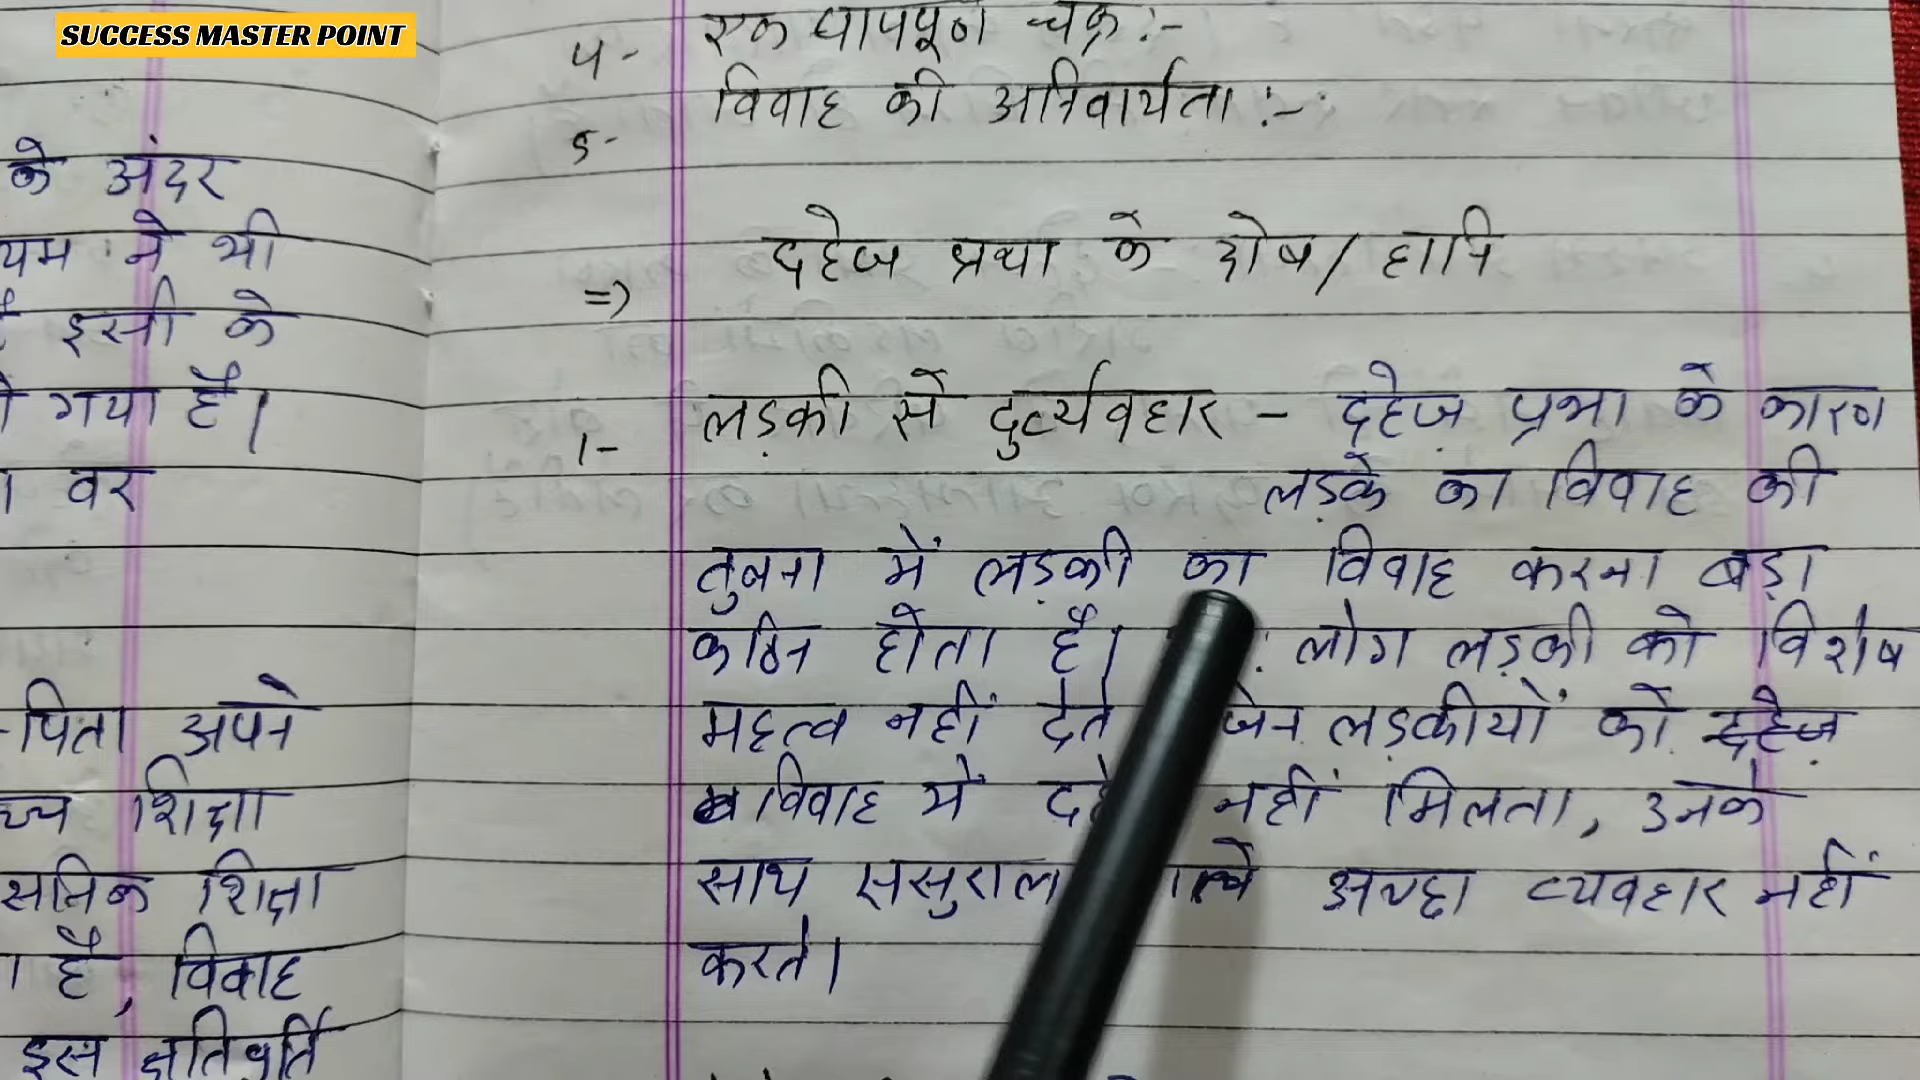 SUCCESS MASTER POINT
के अंदर
यम ने भी
इसी के
गया है।
वर
-पिता अपने
च्च शिक्षा
शिक्षा
है, विवाह
इस क्षतिपूर्ति
4- एक पापपूर्ण चक्र :-
5- विवाह की अनिवार्यता :-
=> दहेज प्रथा के दोष / हानि
1- लड़की से दुर्व्यवहार - दहेज़ प्रथा के कारण
लड़के का विवाह की
तुलना में लड़की का विवाह करना बड़ा
कठिन होता है। लोग लड़की को विशेष
महत्व नहीं देते लड़कीयों को दहेज़
विवाह में नहीं मिलता, उनके
साथ ससुराल अच्छा व्यवहार नहीं
करते।